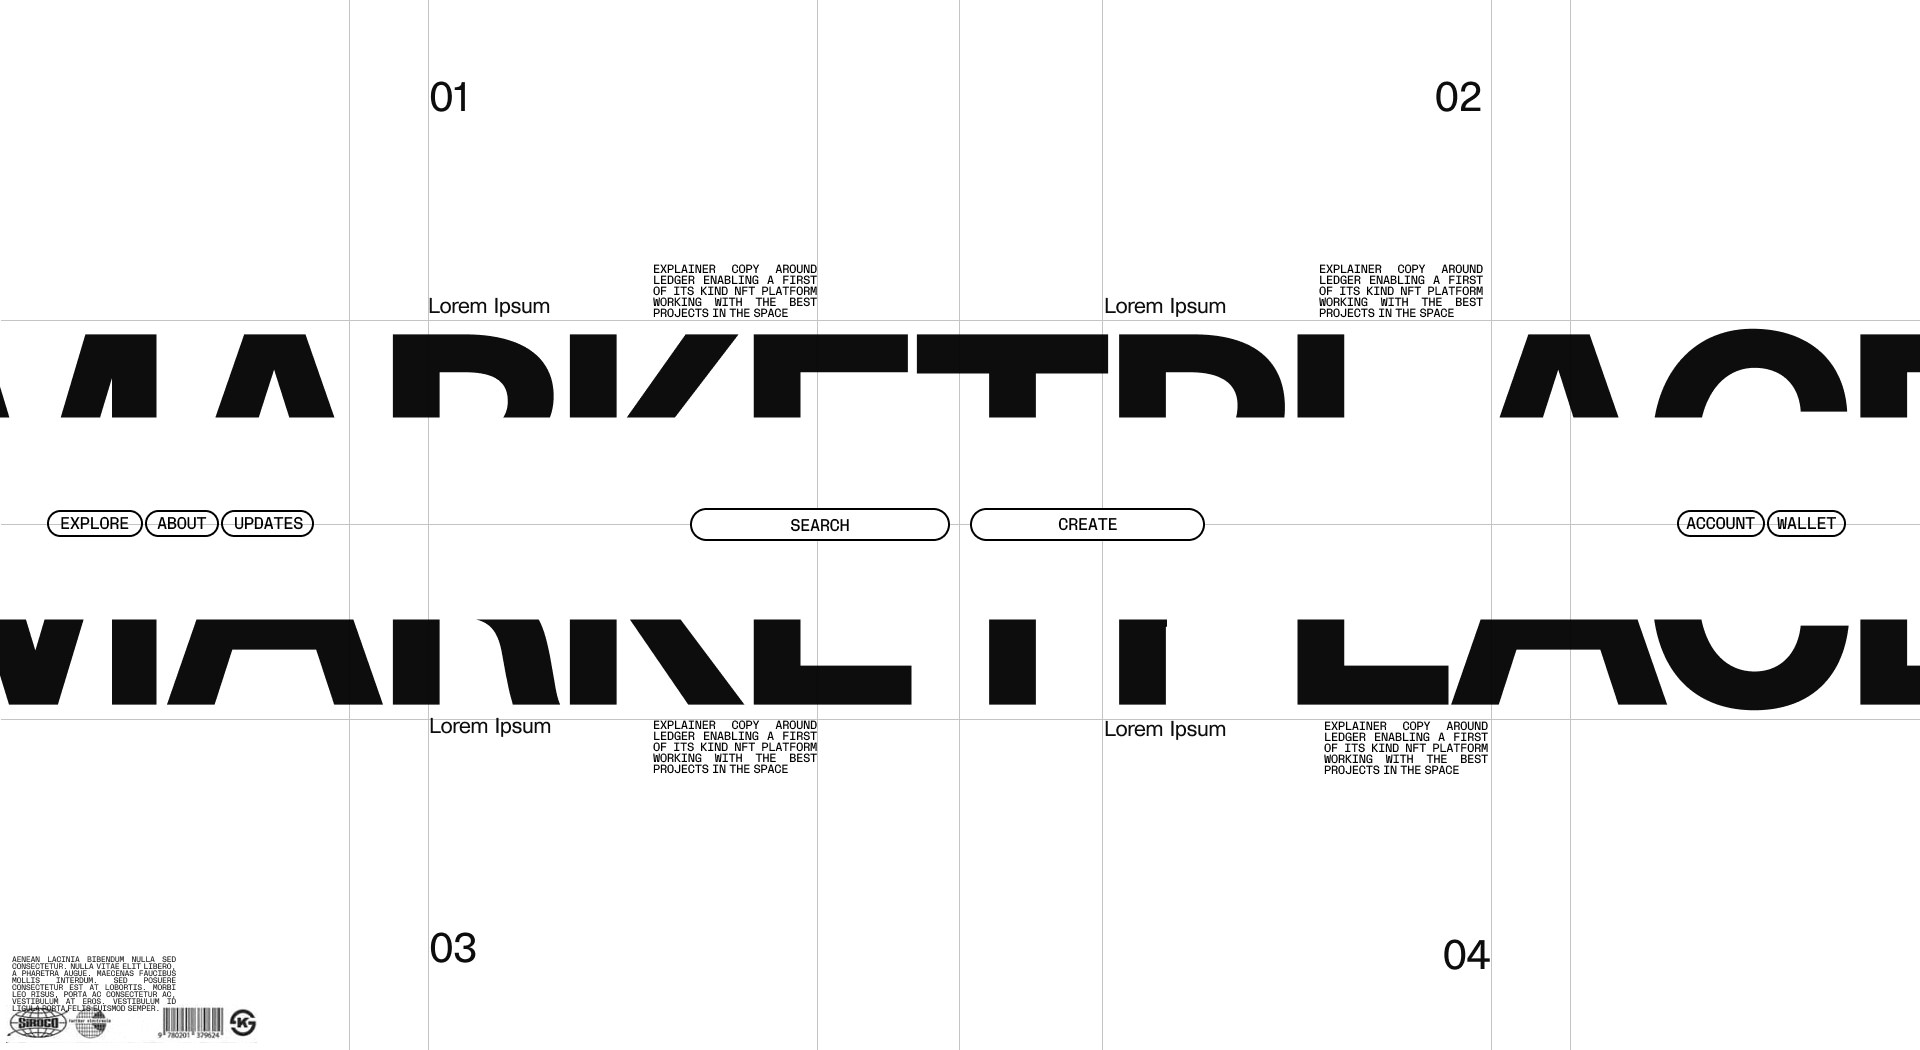 01
02
Lorem Ipsum
EXPLAINER COPY AROUND
LEDGER ENABLING A FIRST
OF ITS KIND NFT PLATFORM
WORKING WITH THE BEST
PROJECTS IN THE SPACE
Lorem Ipsum
EXPLAINER COPY AROUND
LEDGER ENABLING A FIRST
OF ITS KIND NFT PLATFORM
WORKING WITH THE BEST
PROJECTS IN THE SPACE
MARKETPLACE
EXPLORE
ABOUT
UPDATES
SEARCH
CREATE
ACCOUNT
WALLET
Lorem Ipsum
EXPLAINER COPY AROUND
LEDGER ENABLING A FIRST
OF ITS KIND NFT PLATFORM
WORKING WITH THE BEST
PROJECTS IN THE SPACE
Lorem Ipsum
EXPLAINER COPY AROUND
LEDGER ENABLING A FIRST
OF ITS KIND NFT PLATFORM
WORKING WITH THE BEST
PROJECTS IN THE SPACE
03
04
AENEAN LACINIA BIBENDUM NULLA SED
CONSECTETUR. NULLA VITAE ELIT LIBERO,
A PHARETRA AUGUE. MAECENAS FAUCIBUS
MOLLIS INTERDUM. SED POSUERE
CONSECTETUR EST AT LOBORTIS. MORBI
LEO RISUS, PORTA AC CONSECTETUR AC,
VESTIBULUM AT EROS. VESTIBULUM ID
LIGULA PORTA FELIS EUISMOD SEMPER.
SIROCO
9 780201 379624